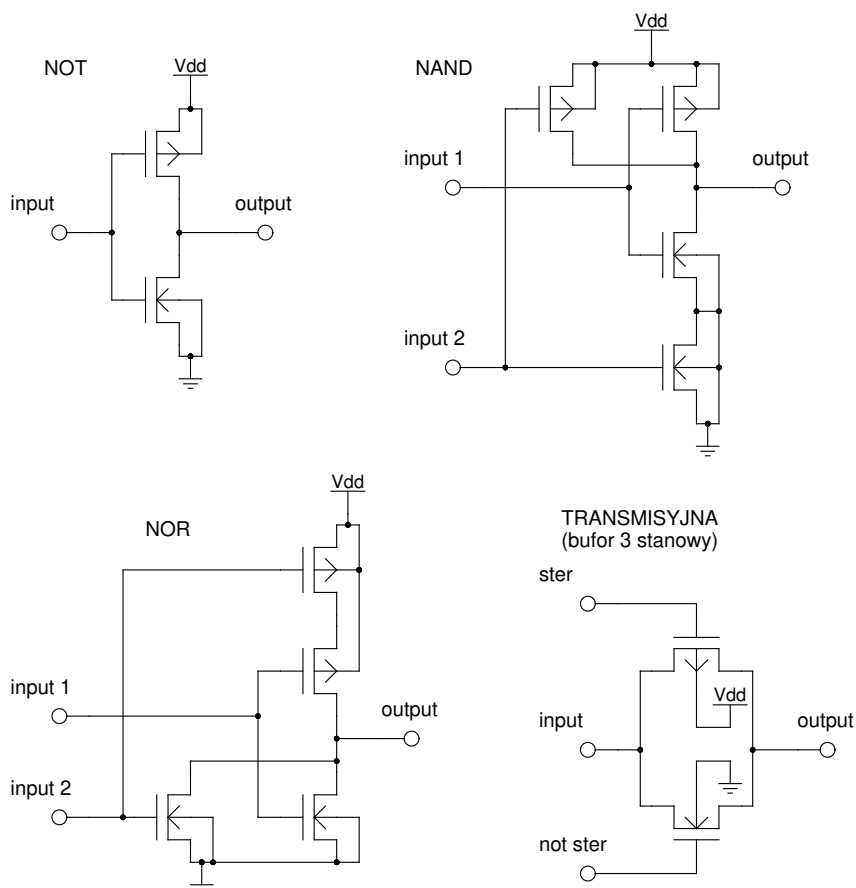 NOT
Vdd
input
output
NAND
Vdd
input 1
output
input 2
NOR
Vdd
input 1
output
input 2
TRANSMISYJNA
(bufor 3 stanowy)
ster
Vdd
input
output
not ster